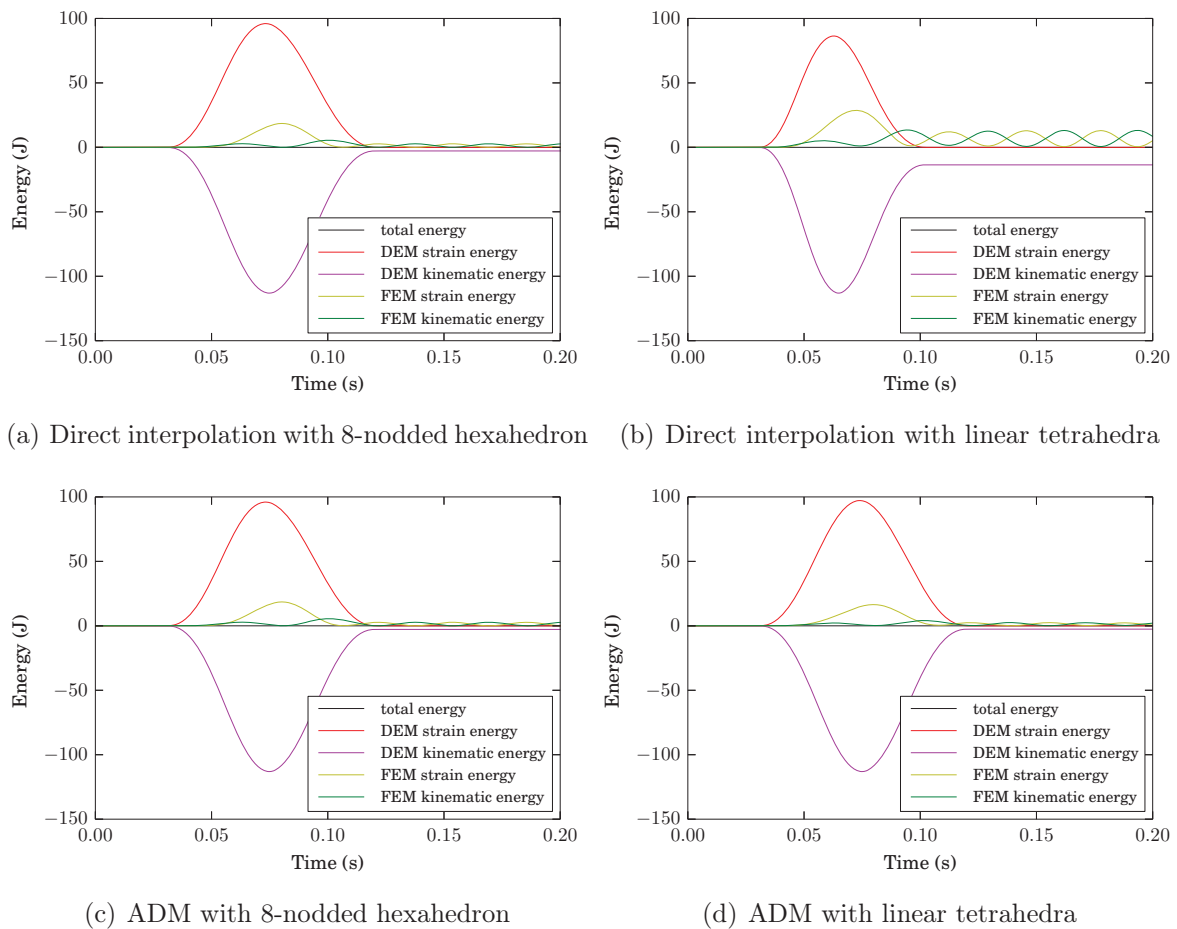 100
50
0
−50
−100
−150
Energy (J)
total energy
DEM strain energy
DEM kinematic energy
FEM strain energy
FEM kinematic energy
0.00 0.05 0.10 0.15 0.20
Time (s)
(a) Direct interpolation with 8-nodded hexahedron
100
50
0
−50
−100
−150
Energy (J)
total energy
DEM strain energy
DEM kinematic energy
FEM strain energy
FEM kinematic energy
0.00 0.05 0.10 0.15 0.20
Time (s)
(b) Direct interpolation with linear tetrahedra
100
50
0
−50
−100
−150
Energy (J)
total energy
DEM strain energy
DEM kinematic energy
FEM strain energy
FEM kinematic energy
0.00 0.05 0.10 0.15 0.20
Time (s)
(c) ADM with 8-nodded hexahedron
100
50
0
−50
−100
−150
Energy (J)
total energy
DEM strain energy
DEM kinematic energy
FEM strain energy
FEM kinematic energy
0.00 0.05 0.10 0.15 0.20
Time (s)
(d) ADM with linear tetrahedra